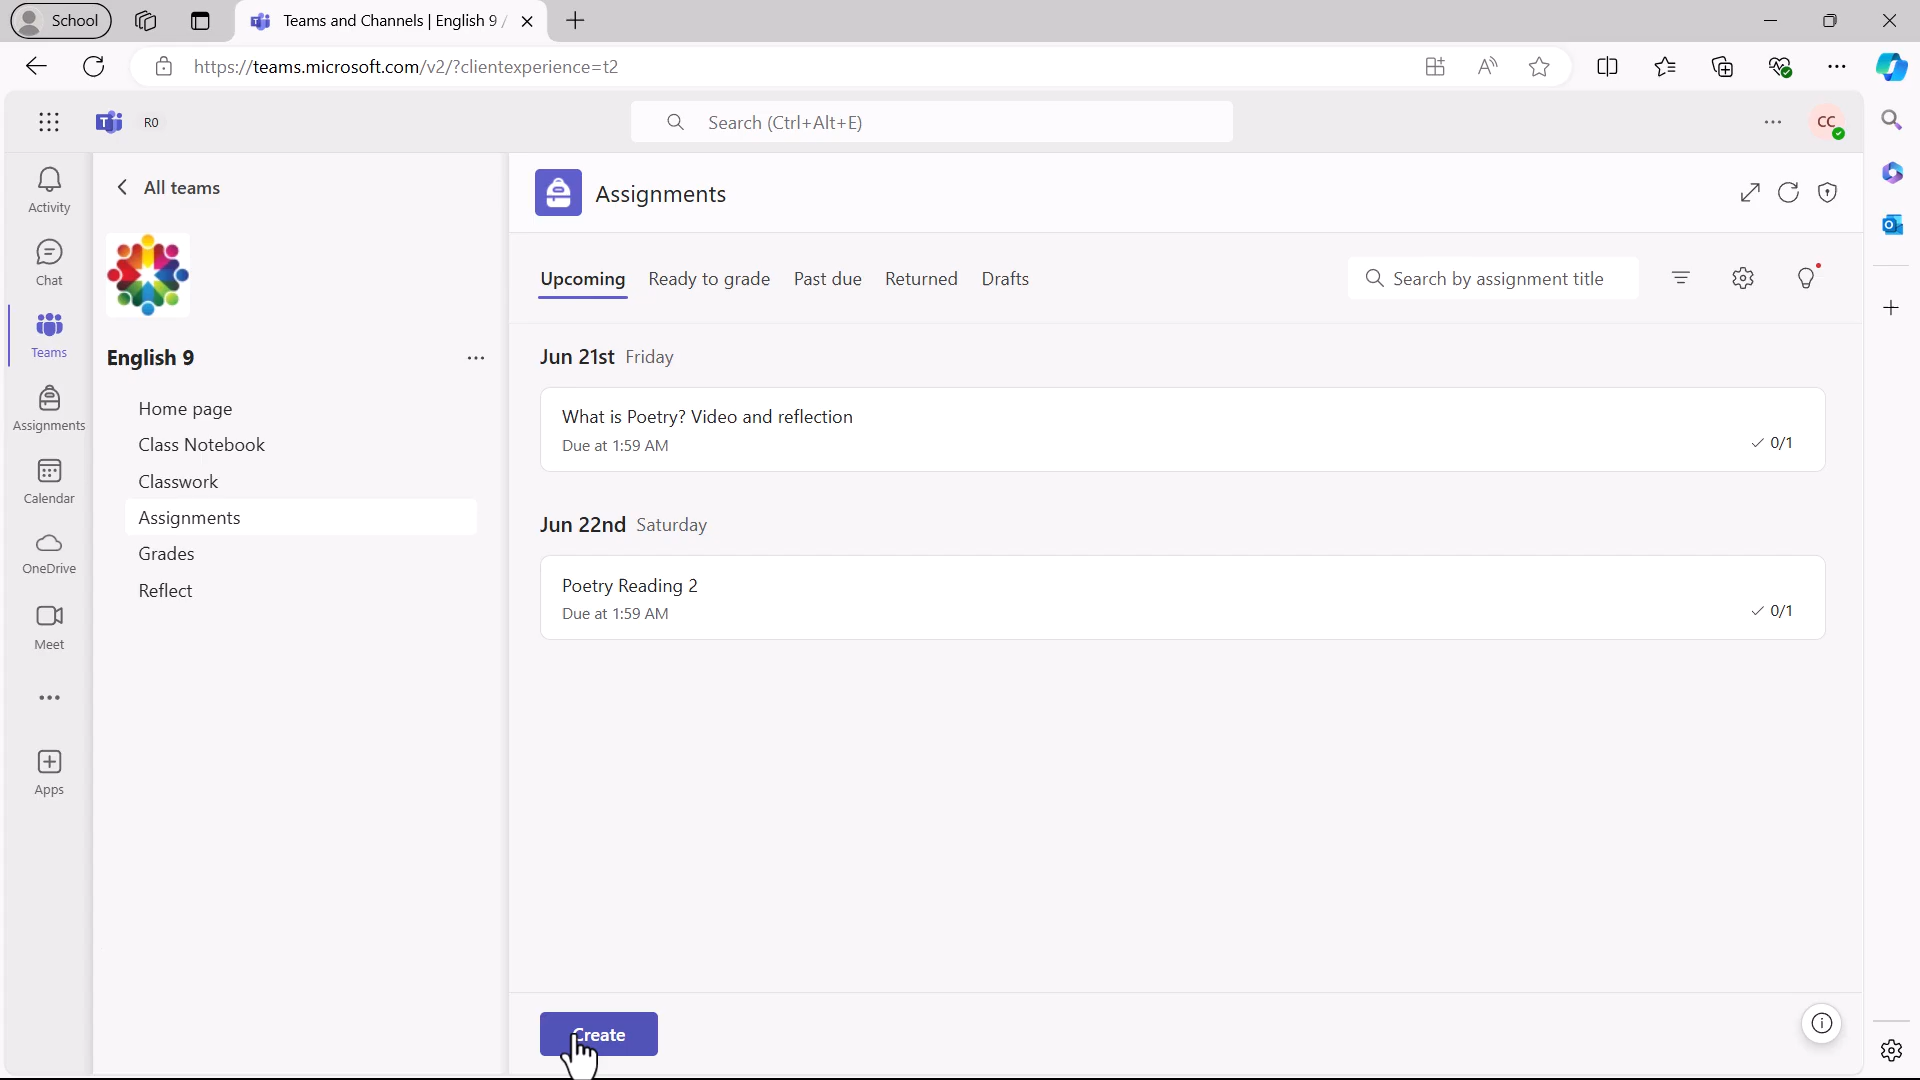 School
Teams and Channels | English 9 /
https://teams.microsoft.com/v2/?clientexperience=t2
R0
Search (Ctrl+Alt+E)
CC
Activity
Chat
Teams
Assignments
Calendar
OneDrive
Meet
Apps
All teams
English 9
Home page
Class Notebook
Classwork
Assignments
Grades
Reflect
Assignments
Upcoming Ready to grade Past due Returned Drafts
Search by assignment title
Jun 21st Friday
What is Poetry? Video and reflection
Due at 1:59 AM
0/1
Jun 22nd Saturday
Poetry Reading 2
Due at 1:59 AM
0/1
Create